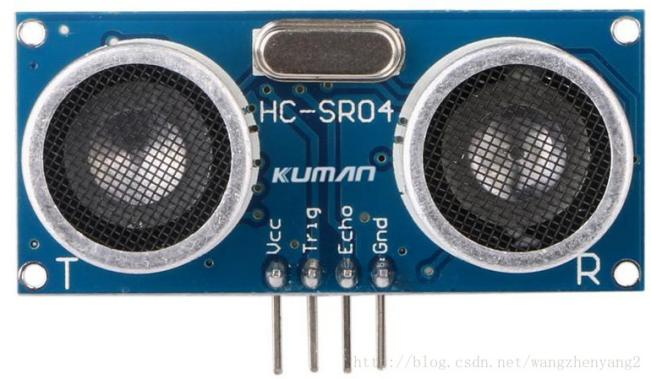 HC-SR04
KUMAN
Vcc
Trig
Echo
Gnd
T
R
http://blog.csdn.net/wangzhenyang2